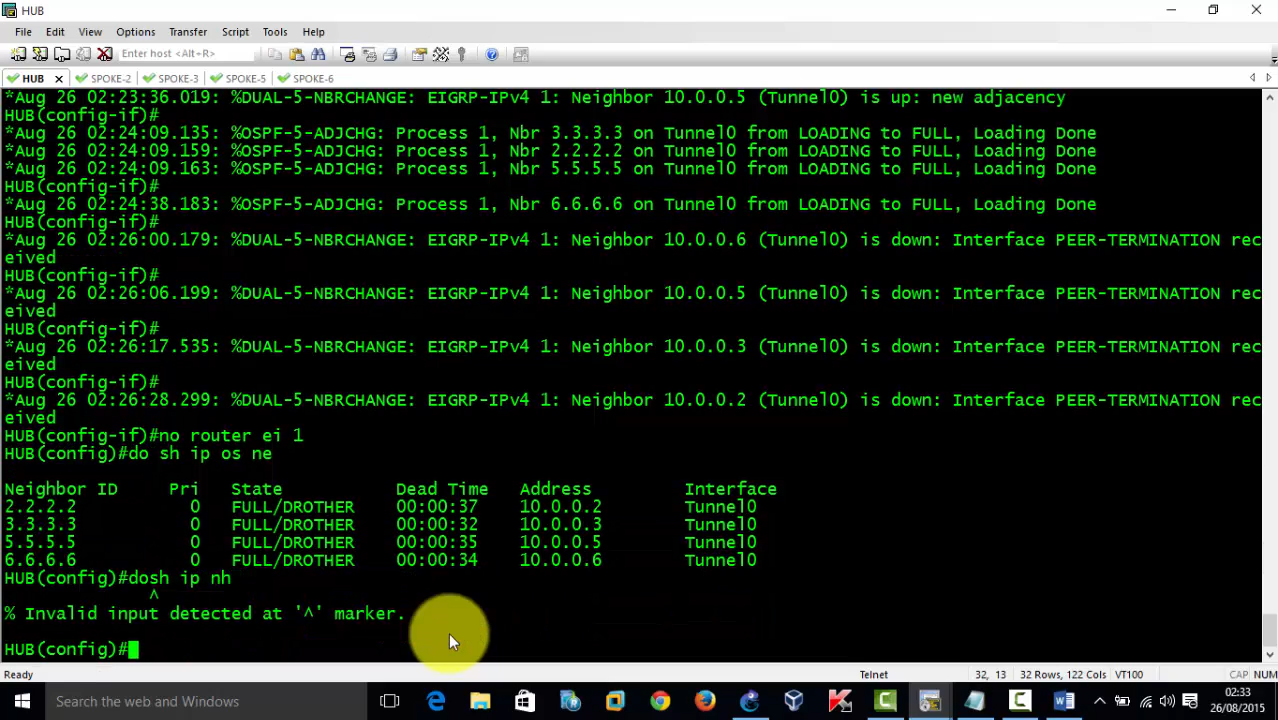 HUB
File Edit View Options Transfer Script Tools Help
Enter host <Alt+R>
HUB SPOKE-2 SPOKE-3 SPOKE-5 SPOKE-6
*Aug 26 02:23:36.019: %DUAL-5-NBRCHANGE: EIGRP-IPv4 1: Neighbor 10.0.0.5 (Tunnel0) is up: new adjacency
HUB(config-if)#
*Aug 26 02:24:09.135: %OSPF-5-ADJCHG: Process 1, Nbr 3.3.3.3 on Tunnel0 from LOADING to FULL, Loading Done
*Aug 26 02:24:09.159: %OSPF-5-ADJCHG: Process 1, Nbr 2.2.2.2 on Tunnel0 from LOADING to FULL, Loading Done
*Aug 26 02:24:09.163: %OSPF-5-ADJCHG: Process 1, Nbr 5.5.5.5 on Tunnel0 from LOADING to FULL, Loading Done
HUB(config-if)#
*Aug 26 02:24:38.183: %OSPF-5-ADJCHG: Process 1, Nbr 6.6.6.6 on Tunnel0 from LOADING to FULL, Loading Done
HUB(config-if)#
*Aug 26 02:26:00.179: %DUAL-5-NBRCHANGE: EIGRP-IPv4 1: Neighbor 10.0.0.6 (Tunnel0) is down: Interface PEER-TERMINATION rec
eived
HUB(config-if)#
*Aug 26 02:26:06.199: %DUAL-5-NBRCHANGE: EIGRP-IPv4 1: Neighbor 10.0.0.5 (Tunnel0) is down: Interface PEER-TERMINATION rec
eived
HUB(config-if)#
*Aug 26 02:26:17.535: %DUAL-5-NBRCHANGE: EIGRP-IPv4 1: Neighbor 10.0.0.3 (Tunnel0) is down: Interface PEER-TERMINATION rec
eived
HUB(config-if)#
*Aug 26 02:26:28.299: %DUAL-5-NBRCHANGE: EIGRP-IPv4 1: Neighbor 10.0.0.2 (Tunnel0) is down: Interface PEER-TERMINATION rec
eived
HUB(config-if)#no router ei 1
HUB(config)#do sh ip os ne
Neighbor ID Pri State Dead Time Address Interface
2.2.2.2 0 FULL/DROTHER 00:00:37 10.0.0.2 Tunnel0
3.3.3.3 0 FULL/DROTHER 00:00:32 10.0.0.3 Tunnel0
5.5.5.5 0 FULL/DROTHER 00:00:35 10.0.0.5 Tunnel0
6.6.6.6 0 FULL/DROTHER 00:00:34 10.0.0.6 Tunnel0
HUB(config)#dosh ip nh
^
% Invalid input detected at '^' marker.
HUB(config)#
Ready Telnet 32, 13 32 Rows, 122 Cols VT100 CAP NUM
Search the web and Windows
02:33
26/08/2015